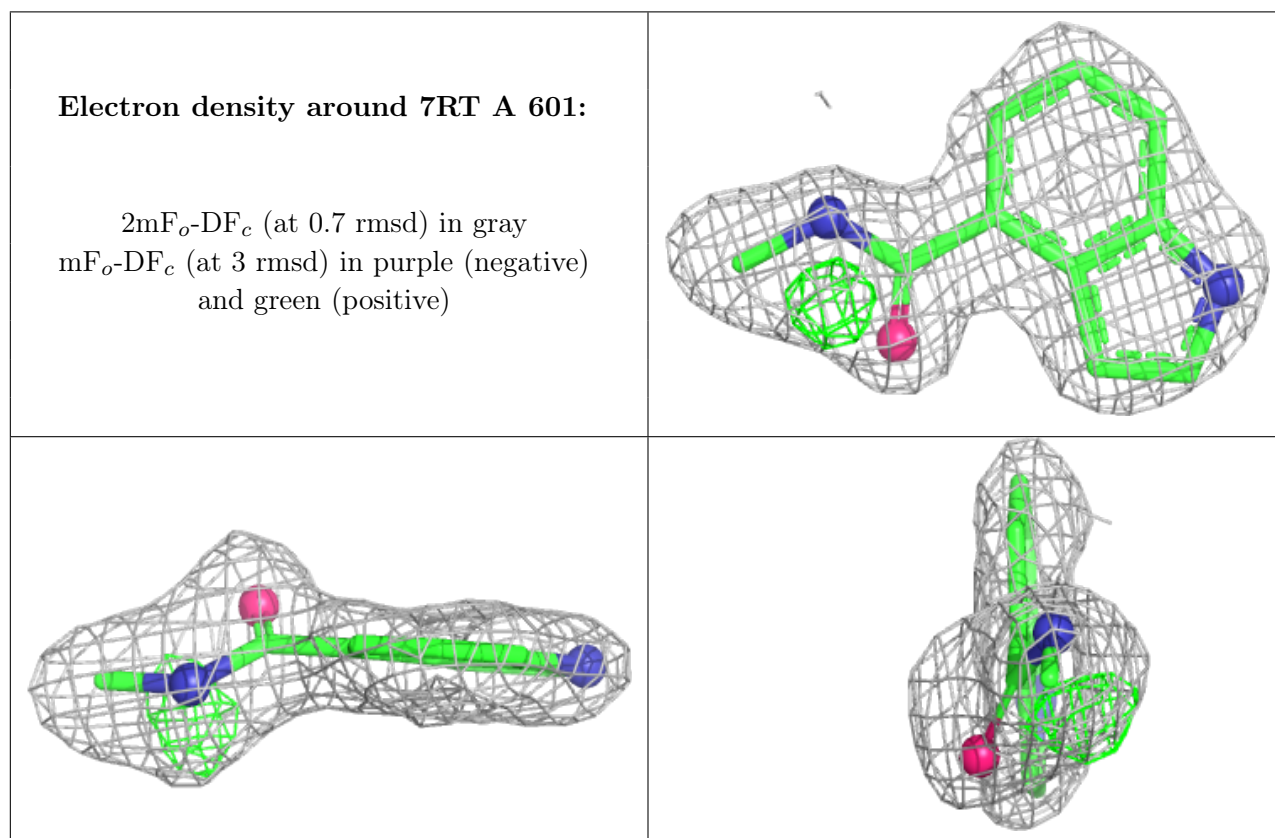 Electron density around 7RT A 601:
2mFo-DFc (at 0.7 rmsd) in gray
mFo-DFc (at 3 rmsd) in purple (negative)
and green (positive)